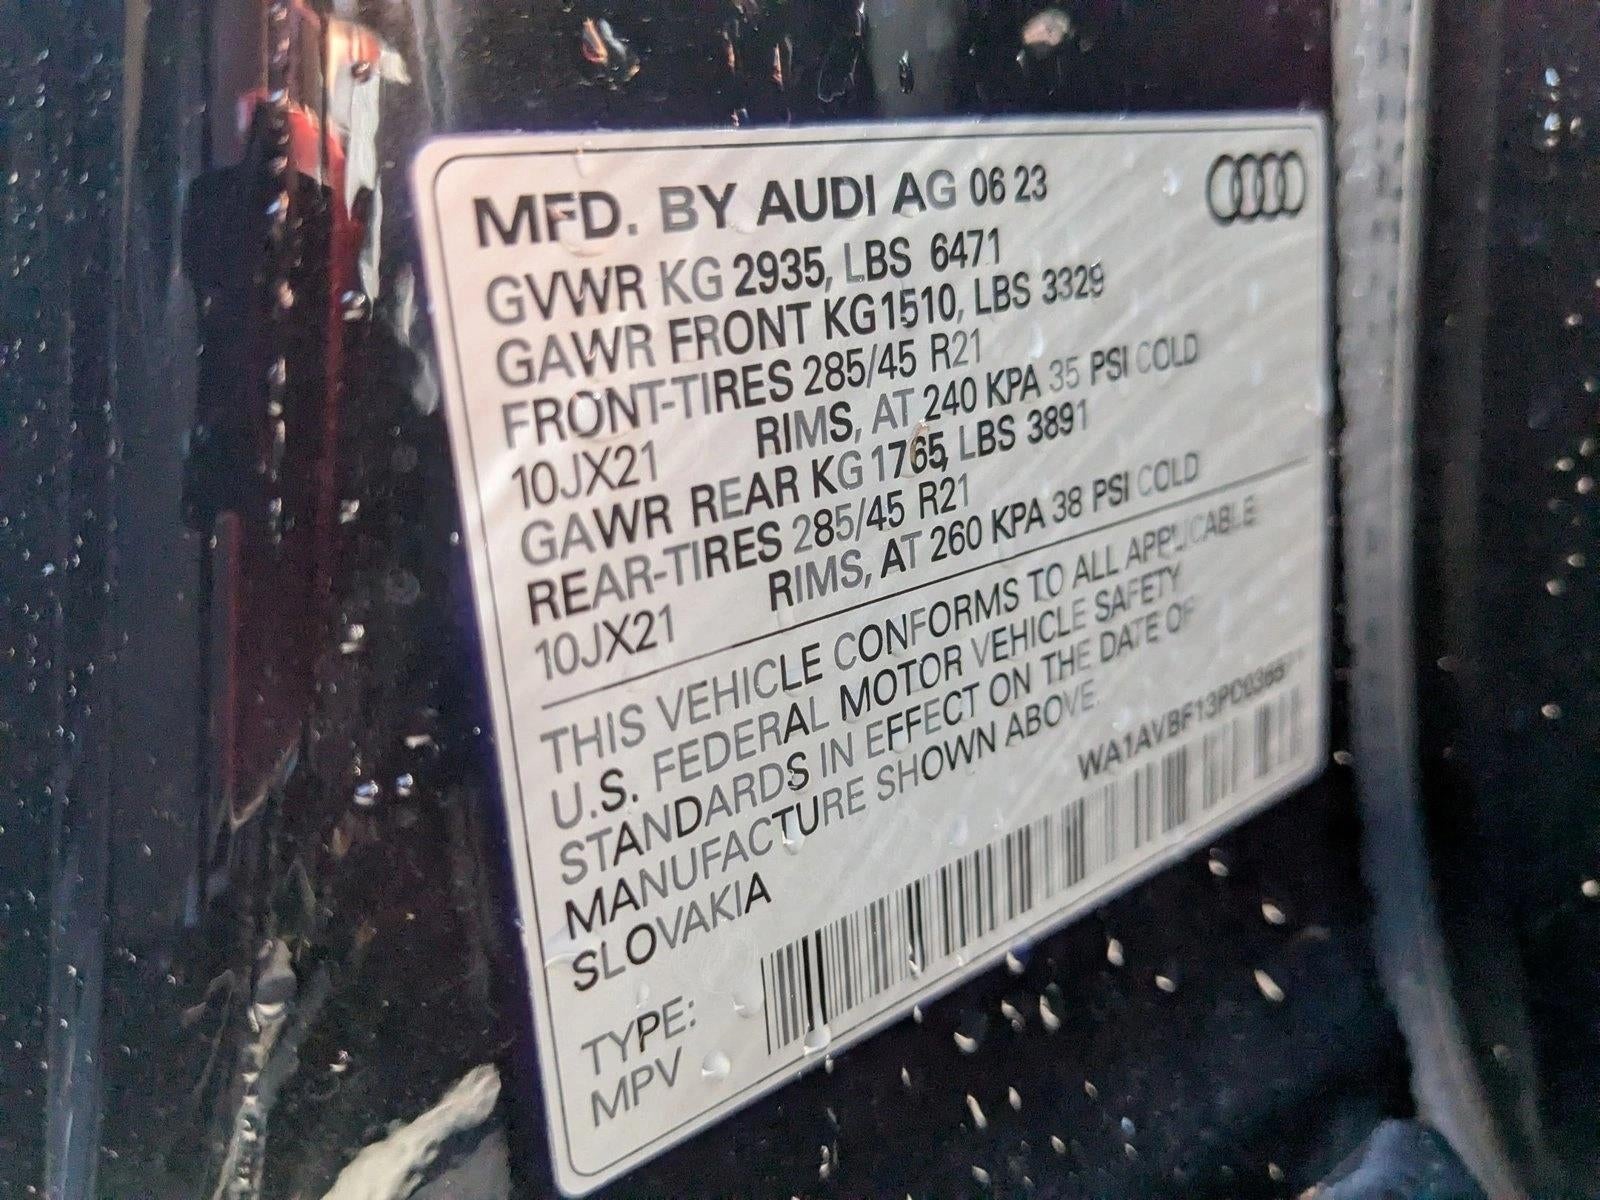 MFD. BY AUDI AG 06 23
GVWR KG 2935, LBS 6471
GAWR FRONT KG1510, LBS 3329
FRONT-TIRES 285/45 R21
10JX21 RIMS, AT 240 KPA 35 PSI COLD
GAWR REAR KG 1765, LBS 3891
REAR-TIRES 285/45 R21
10JX21 RIMS, AT 260 KPA 38 PSI COLD
THIS VEHICLE CONFORMS TO ALL APPLICABLE
U.S. FEDERAL MOTOR VEHICLE SAFETY
STANDARDS IN EFFECT ON THE DATE OF
MANUFACTURE SHOWN ABOVE.
SLOVAKIA
TYPE:
MPV